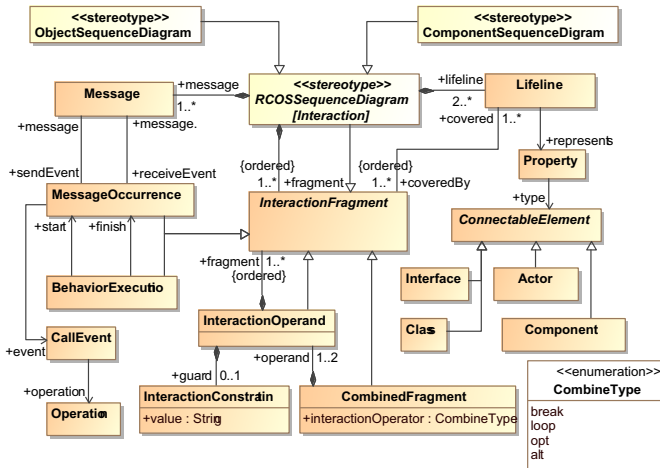 <<stereotype>>
ObjectSequenceDiagram
<<stereotype>>
ComponentSequenceDigram
<<stereotype>>
RCOSSequenceDiagram
[Interaction]
Message
+message
1..*
+lifeline
2..*
Lifeline
+covered
1..*
+message
+message.
+sendEvent
+receiveEvent
{ordered}
1..*
+fragment
{ordered}
1..*
+coveredBy
+represents
Property
+type
MessageOccurrence
InteractionFragment
ConnectableElement
+start
+finish
+fragment
1..*
{ordered}
BehaviorExecutio
Interface
Actor
Class
Component
InteractionOperand
CallEvent
+event
+operand
1..2
+guard
0..1
+operation
Operation
InteractionConstrain
+value : String
CombinedFragment
+interactionOperator : CombineType
<<enumeration>>
CombineType
break
loop
opt
alt